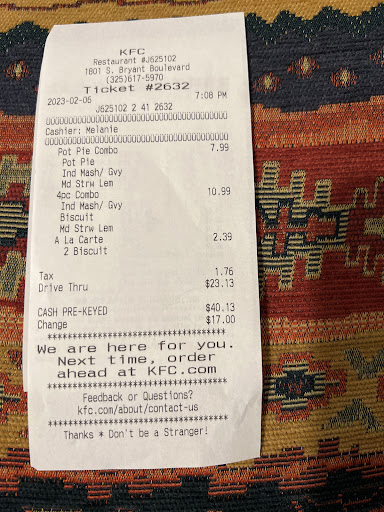 KFC
Restaurant #J625102
1801 S. Bryant Boulevard
(325)617-5970
Ticket #2632
2023-02-05 7:08 PM
J625102 2 41 2632
Cashier: Melanie
Pot Pie Combo 7.99
Pot Pie
Ind Mash/ Gvy
Md Strw Lem
4pc Combo 10.99
Ind Mash/ Gvy
Biscuit
Md Strw Lem
A La Carte 2.39
2 Biscuit
Tax 1.76
Drive Thru $23.13
CASH PRE-KEYED $40.13
Change $17.00
************************************
We are here for you.
Next time, order
ahead at KFC.com
************************************
Feedback or Questions?
kfc.com/about/contact-us
************************************
Thanks * Don't be a Stranger!